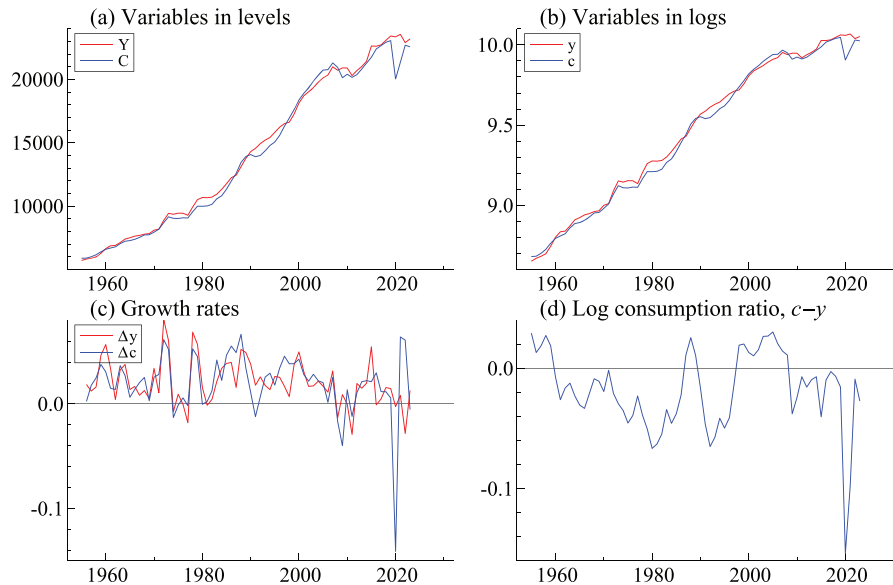 (a) Variables in levels
Y
C
20000
15000
10000
1960 1980 2000 2020
(b) Variables in logs
y
c
10.0
9.5
9.0
1960 1980 2000 2020
(c) Growth rates
Δy
Δc
0.0
-0.1
1960 1980 2000 2020
(d) Log consumption ratio, c−y
0.0
-0.1
1960 1980 2000 2020